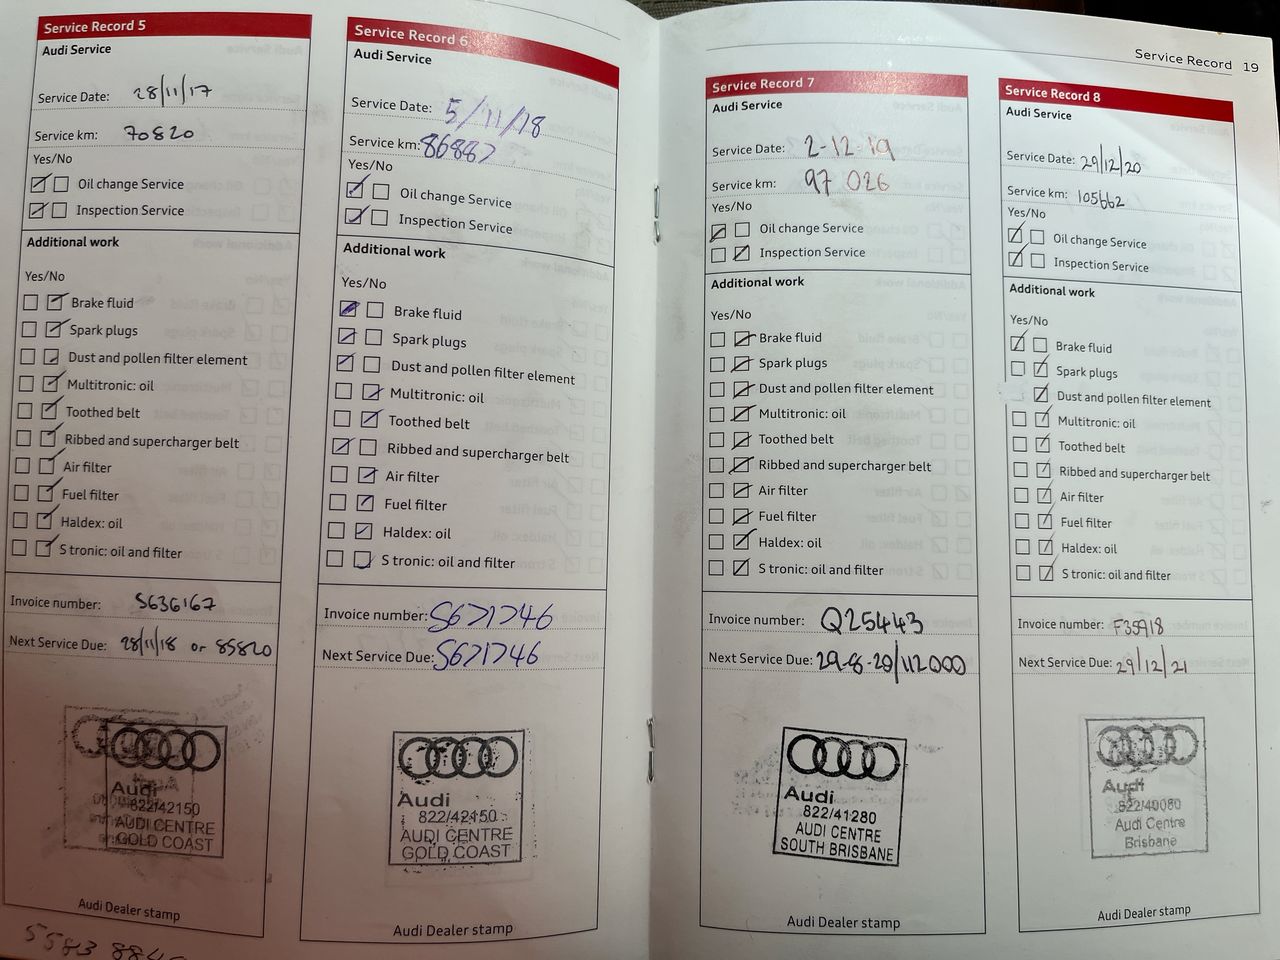 Service Record 5
Audi Service
Service Date: 28/11/17
Service km: 70820
Yes/No
Oil change Service
Inspection Service
Additional work
Yes/No
Brake fluid
Spark plugs
Dust and pollen filter element
Multitronic: oil
Toothed belt
Ribbed and supercharger belt
Air filter
Fuel filter
Haldex: oil
S tronic: oil and filter
Invoice number: S636167
Next Service Due: 28/11/18 or 85820
Audi
822/42150
AUDI CENTRE
GOLD COAST
Audi Dealer stamp
Service Record 6
Audi Service
Service Date: 5/11/18
Service km: 86887
Yes/No
Oil change Service
Inspection Service
Additional work
Yes/No
Brake fluid
Spark plugs
Dust and pollen filter element
Multitronic: oil
Toothed belt
Ribbed and supercharger belt
Air filter
Fuel filter
Haldex: oil
S tronic: oil and filter
Invoice number: S671746
Next Service Due: S671746
Audi
822/42150
AUDI CENTRE
GOLD COAST
Audi Dealer stamp
Service Record 19
Service Record 7
Audi Service
Service Date: 2-12-19
Service km: 97 026
Yes/No
Oil change Service
Inspection Service
Additional work
Yes/No
Brake fluid
Spark plugs
Dust and pollen filter element
Multitronic: oil
Toothed belt
Ribbed and supercharger belt
Air filter
Fuel filter
Haldex: oil
S tronic: oil and filter
Invoice number: Q25443
Next Service Due: 29-8-20/112000
Audi
822/41280
AUDI CENTRE
SOUTH BRISBANE
Audi Dealer stamp
Service Record 8
Audi Service
Service Date: 29/12/20
Service km: 105662
Yes/No
Oil change Service
Inspection Service
Additional work
Yes/No
Brake fluid
Spark plugs
Dust and pollen filter element
Multitronic: oil
Toothed belt
Ribbed and supercharger belt
Air filter
Fuel filter
Haldex: oil
S tronic: oil and filter
Invoice number: F35918
Next Service Due: 29/12/21
Audi
822/40080
Audi Centre
Brisbane
Audi Dealer stamp